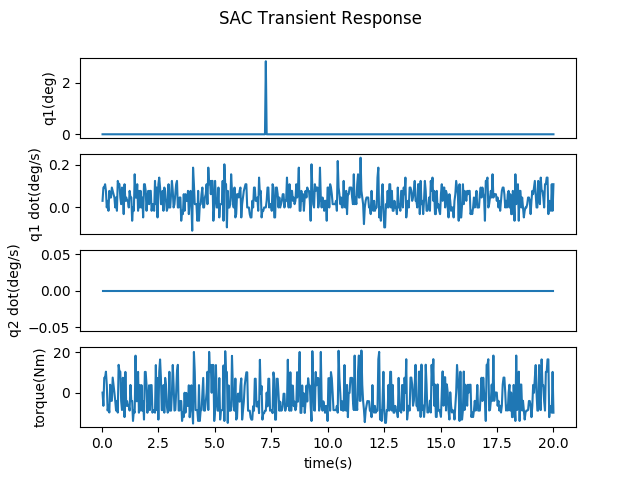 SAC Transient Response
q1(deg)
2
0
q1 dot(deg/s)
0.2
0.0
q2 dot(deg/s)
0.05
0.00
−0.05
torque(Nm)
20
0
0.0 2.5 5.0 7.5 10.0 12.5 15.0 17.5 20.0
time(s)